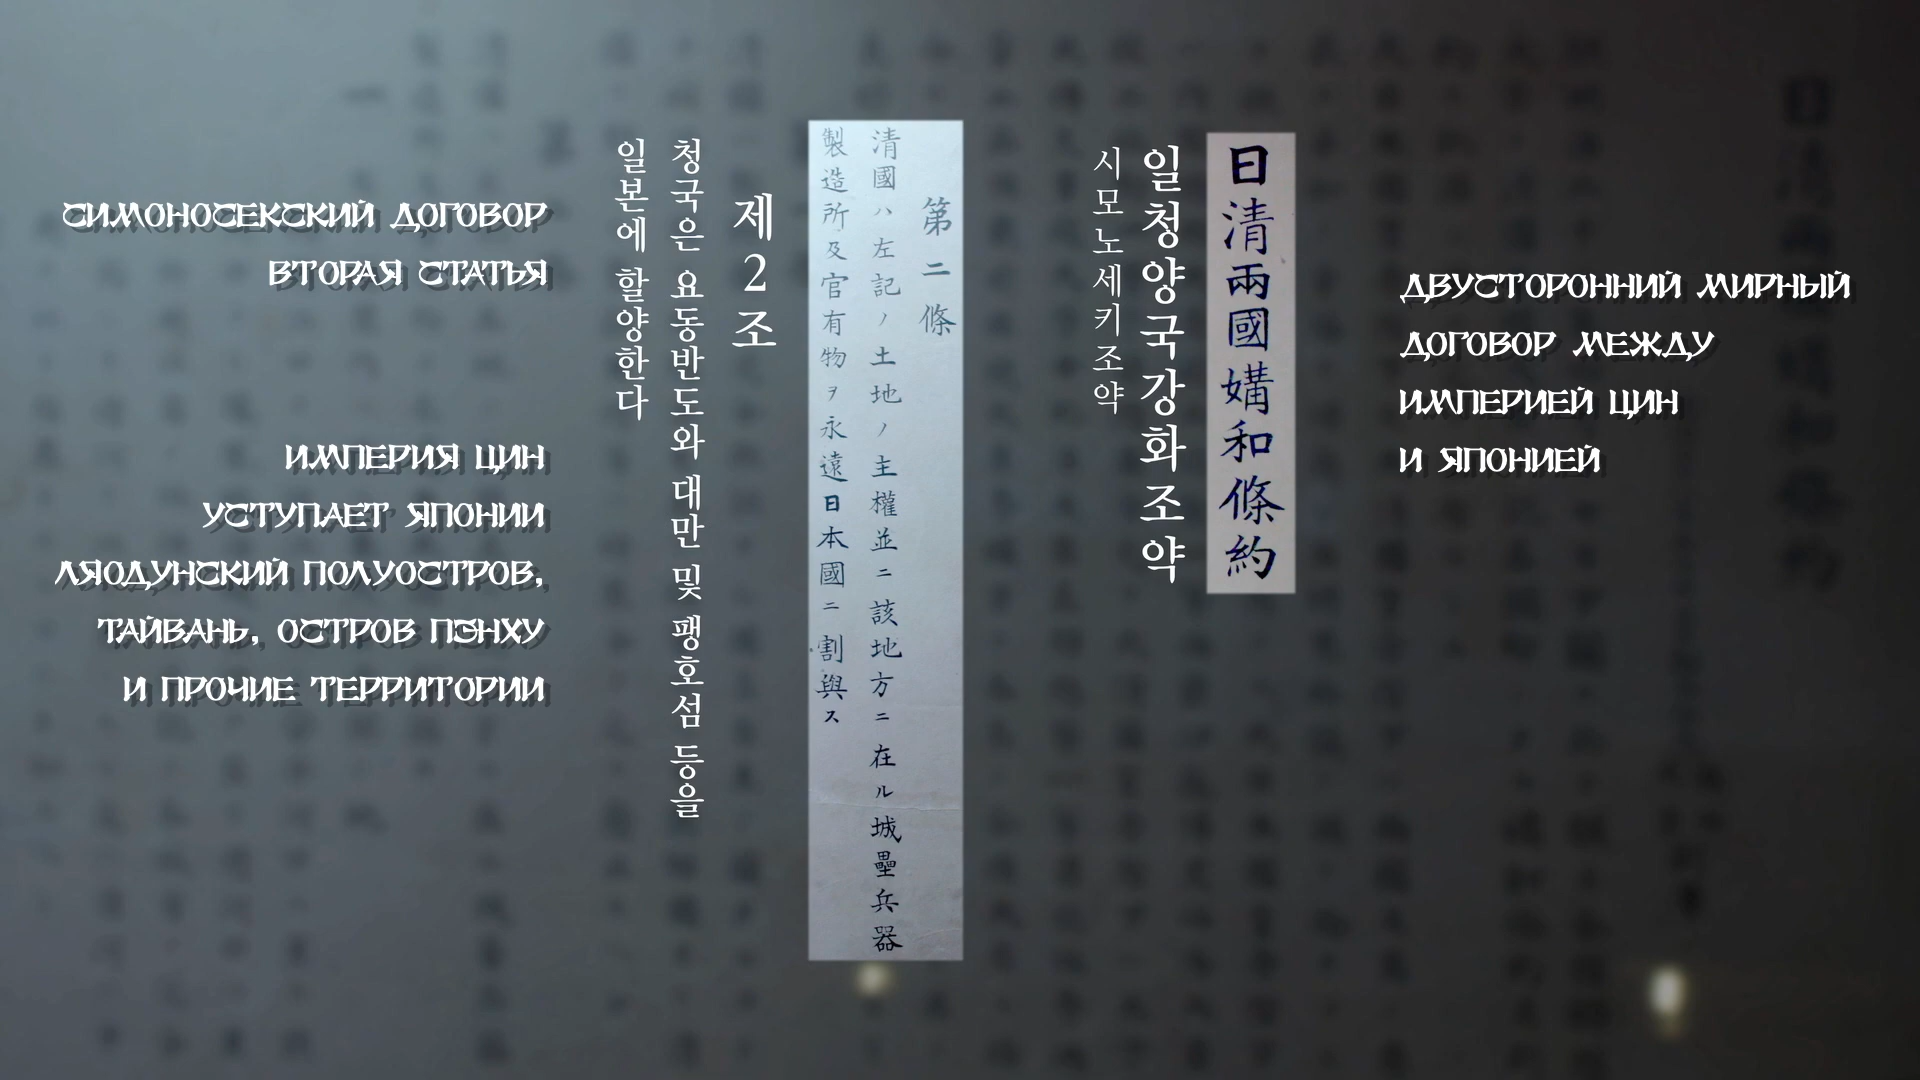 日清兩國媾和條約
일청양국강화조약
시모노세키조약
ДВУСТОРОННИЙ МИРНЫЙ
ДОГОВОР МЕЖДУ
ИМПЕРИЕЙ ЦИН
И ЯПОНИЕЙ
第二條
清國ハ左記ノ土地ノ主權並ニ該地方ニ在ル城壘兵器
製造所及官有物ヲ永遠日本國ニ割與ス
제2조
청국은 요동반도와 대만 및 팽호섬 등을
일본에 할양한다
СИМОНОСЕКСКИЙ ДОГОВОР
ВТОРАЯ СТАТЬЯ
ИМПЕРИЯ ЦИН
УСТУПАЕТ ЯПОНИИ
ЛЯОДУНСКИЙ ПОЛУОСТРОВ,
ТАЙВАНЬ, ОСТРОВ ПЭНХУ
И ПРОЧИЕ ТЕРРИТОРИИ